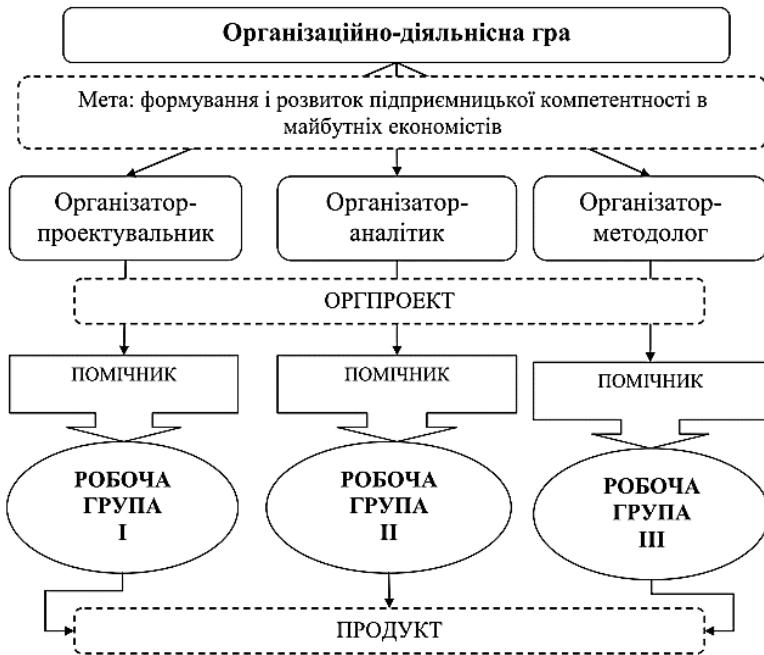 Організаційно-діяльнісна гра
Мета: формування і розвиток підприємницької компетентності в
майбутніх економістів
Організатор-
проектувальник
Організатор-
аналітик
Організатор-
методолог
ОРГПРОЕКТ
ПОМІЧНИК
ПОМІЧНИК
ПОМІЧНИК
РОБОЧА
ГРУПА
I
РОБОЧА
ГРУПА
II
РОБОЧА
ГРУПА
III
ПРОДУКТ